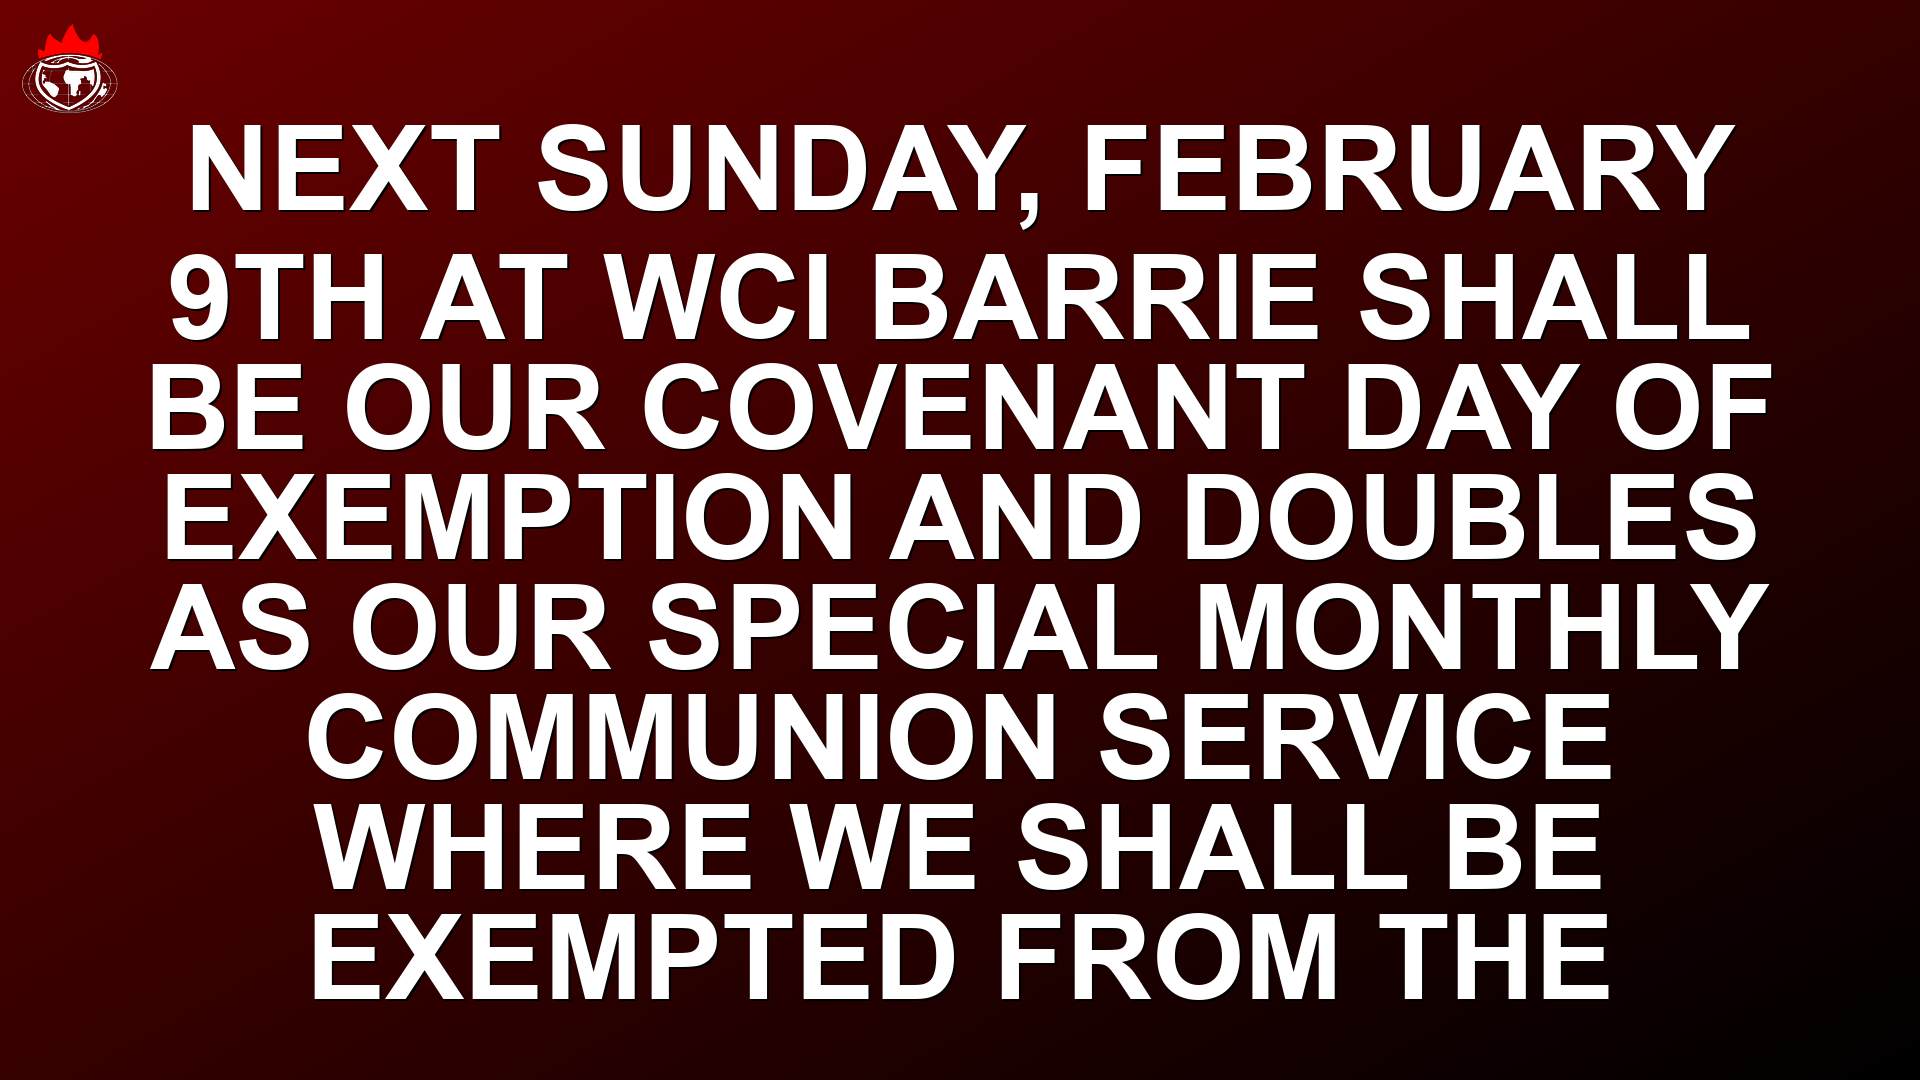 NEXT SUNDAY, FEBRUARY
9TH AT WCI BARRIE SHALL
BE OUR COVENANT DAY OF
EXEMPTION AND DOUBLES
AS OUR SPECIAL MONTHLY
COMMUNION SERVICE
WHERE WE SHALL BE
EXEMPTED FROM THE